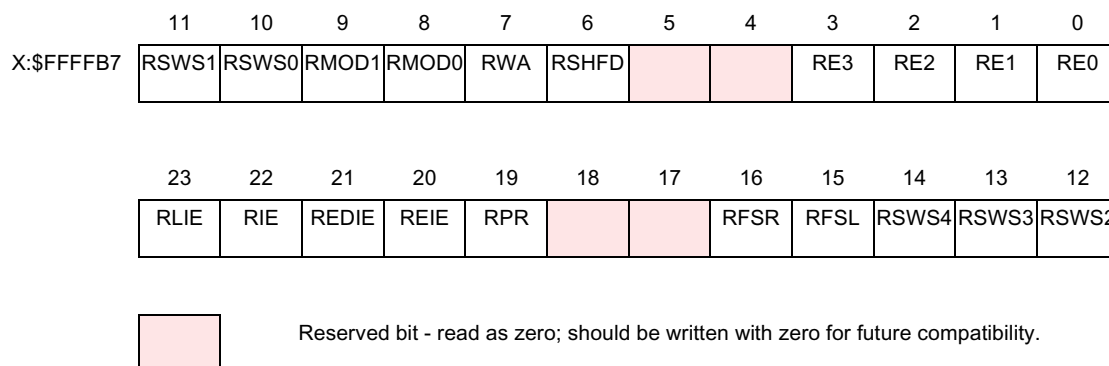 11 10 9 8 7 6 5 4 3 2 1 0
X:$FFFFB7 RSWS1 RSWS0 RMOD1 RMOD0 RWA RSHFD RE3 RE2 RE1 RE0
23 22 21 20 19 18 17 16 15 14 13 12
RLIE RIE REDIE REIE RPR RFSR RFSL RSWS4 RSWS3 RSWS2
Reserved bit - read as zero; should be written with zero for future compatibility.